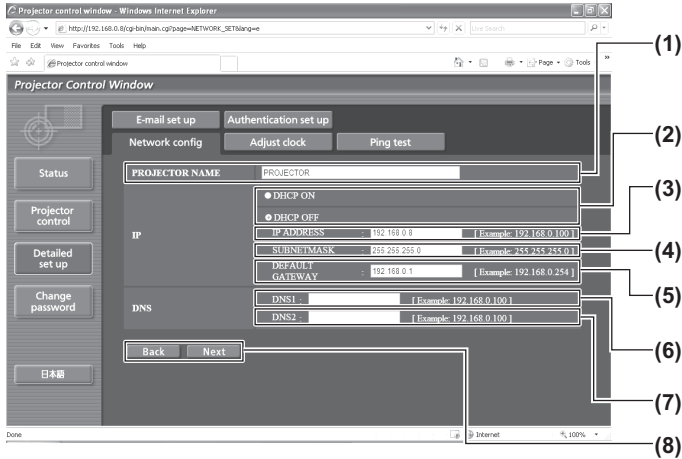 Projector control window - Windows Internet Explorer
http://192.168.0.8/cgi-bin/main.cgi?page=NETWORK_SET&lang=e
Live Search
File Edit View Favorites Tools Help
Projector control window
Page Tools
Projector Control Window
E-mail set up Authentication set up
Network config Adjust clock Ping test
Status
Projector control
Detailed set up
Change password
日本語
PROJECTOR NAME PROJECTOR
DHCP ON
DHCP OFF
IP
IP ADDRESS : 192.168.0.8 [ Example: 192.168.0.100 ]
SUBNETMASK : 255.255.255.0 [ Example: 255.255.255.0 ]
DEFAULT GATEWAY : 192.168.0.1 [ Example: 192.168.0.254 ]
DNS
DNS1 : [ Example: 192.168.0.100 ]
DNS2 : [ Example: 192.168.0.100 ]
Back Next
Done Internet 100%
(1)
(2)
(3)
(4)
(5)
(6)
(7)
(8)